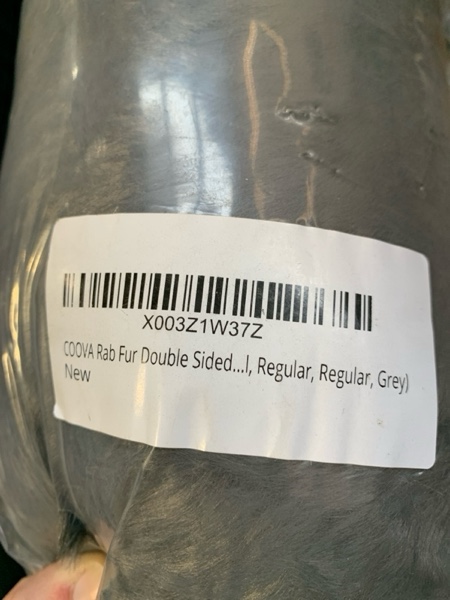 X003Z1W37Z
COOVA Rab Fur Double Sided...l, Regular, Regular, Grey)
New